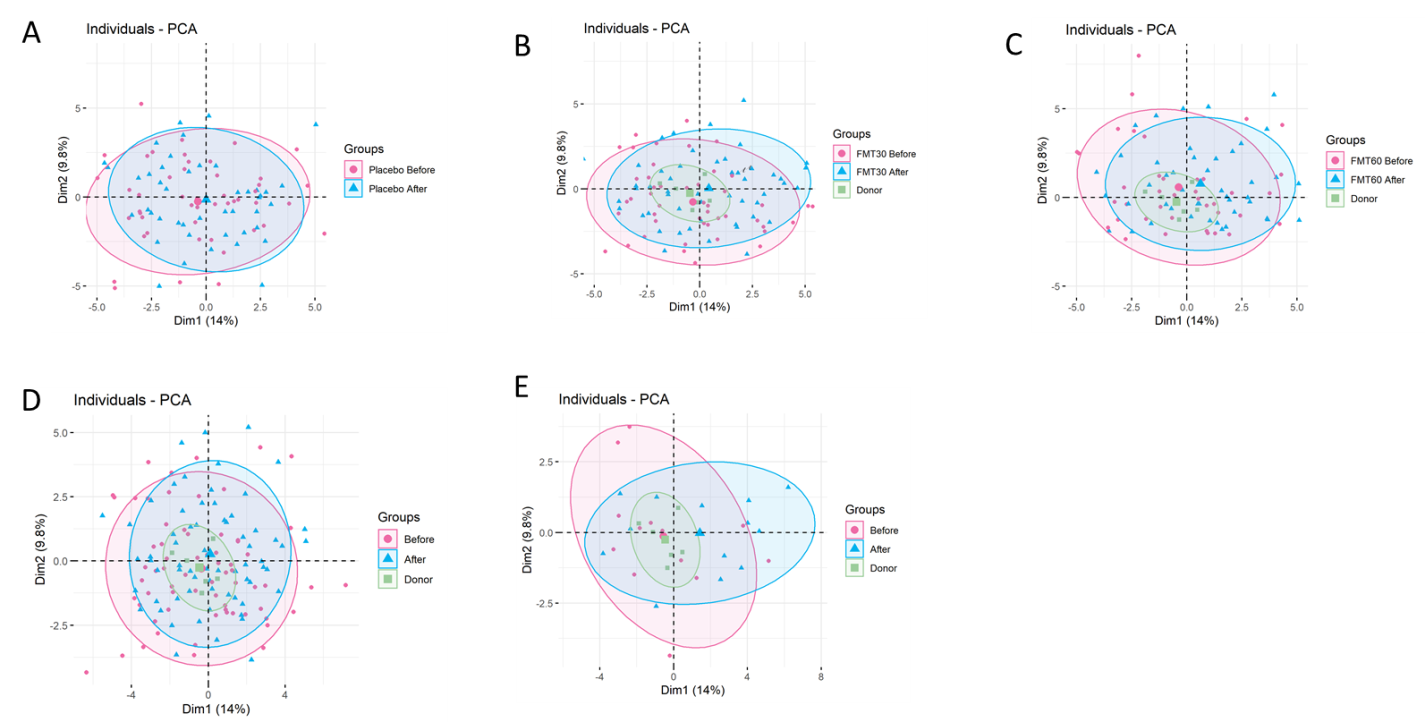 A
Individuals - PCA
Dim2 (9.8%)
5
0
-5
-5.0 -2.5 0.0 2.5 5.0
Dim1 (14%)
Groups
Placebo Before
Placebo After
B
Individuals - PCA
Dim2 (9.8%)
5
0
-5
-5.0 -2.5 0.0 2.5 5.0
Dim1 (14%)
Groups
FMT30 Before
FMT30 After
Donor
C
Individuals - PCA
Dim2 (9.8%)
5
0
-5
-5.0 -2.5 0.0 2.5 5.0
Dim1 (14%)
Groups
FMT60 Before
FMT60 After
Donor
D
Individuals - PCA
Dim2 (9.8%)
5.0
2.5
0.0
-2.5
-4 0 4
Dim1 (14%)
Groups
Before
After
Donor
E
Individuals - PCA
Dim2 (9.8%)
2.5
0.0
-2.5
-4 0 4 8
Dim1 (14%)
Groups
Before
After
Donor